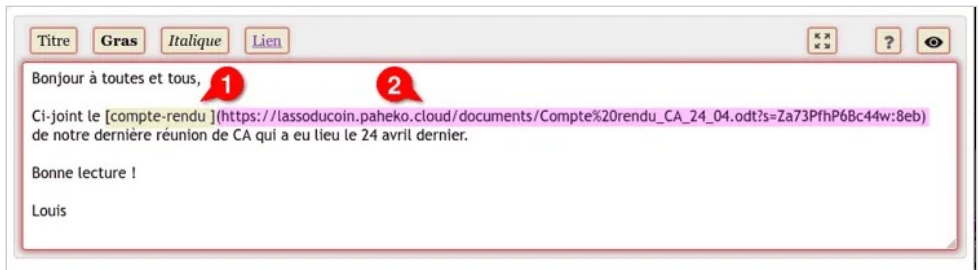 Titre Gras Italique Lien ?
Bonjour à toutes et tous,
1 2
Ci-joint le [compte-rendu ](https://lassoducoin.paheko.cloud/documents/Compte%20rendu_CA_24_04.odt?s=Za73PfhP6Bc44w:8eb)
de notre dernière réunion de CA qui a eu lieu le 24 avril dernier.
Bonne lecture !
Louis